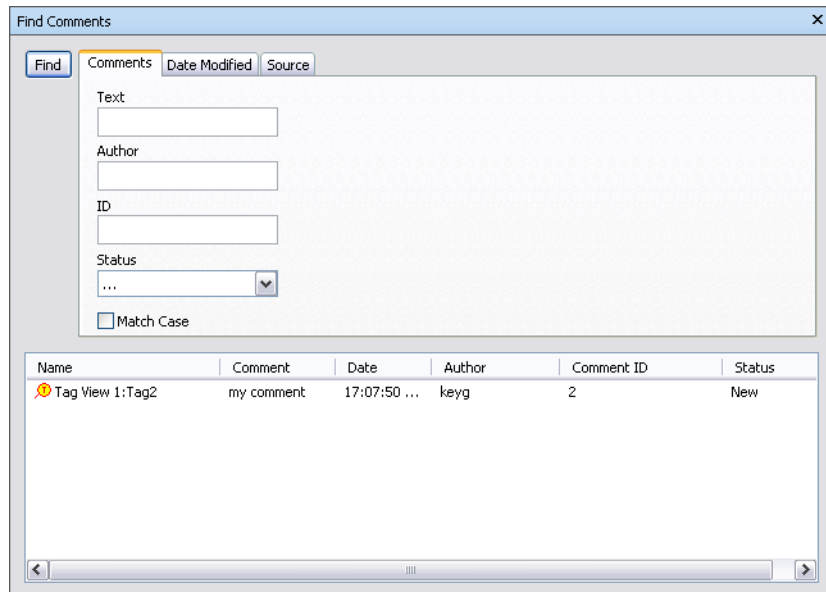 Find Comments
Find Comments Date Modified Source
Text
Author
ID
Status
...
Match Case
Name Comment Date Author Comment ID Status
T Tag View 1:Tag2 my comment 17:07:50 ... keyg 2 New